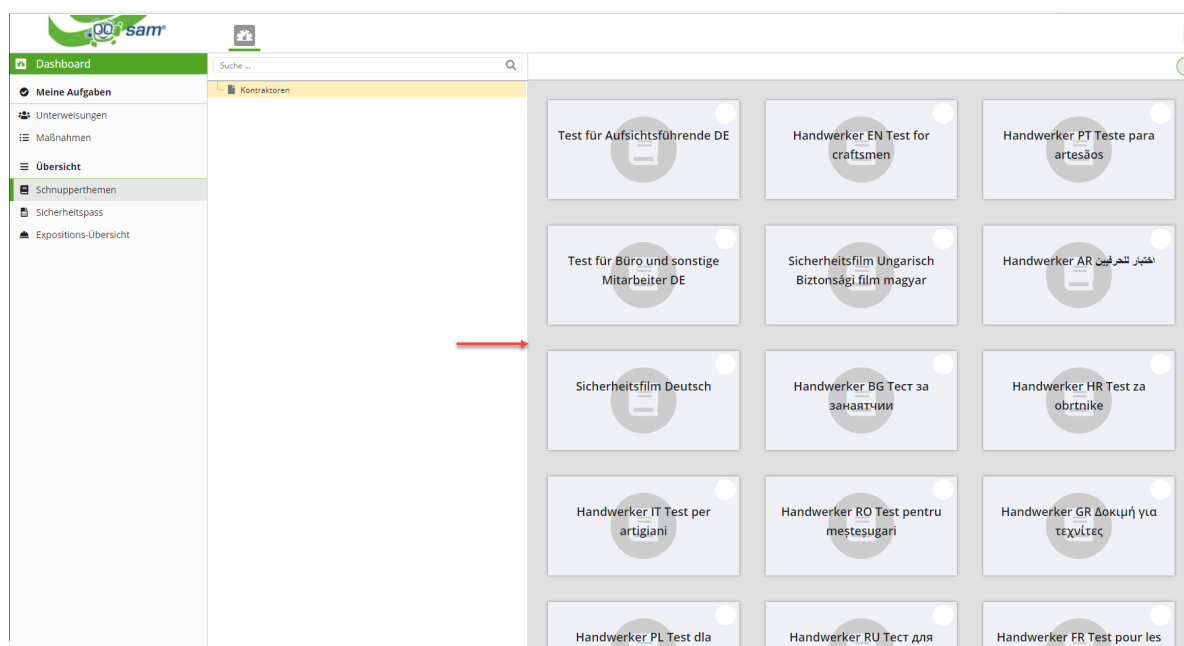 sam®
Dashboard
Meine Aufgaben
Unterweisungen
Maßnahmen
Übersicht
Schnupperthemen
Sicherheitspass
Expositions-Übersicht
Suche ...
Kontraktoren
Test für Aufsichtsführende DE
Handwerker EN Test for
craftsmen
Handwerker PT Teste para
artesãos
Test für Büro und sonstige
Mitarbeiter DE
Sicherheitsfilm Ungarisch
Biztonsági film magyar
Handwerker AR اختبار للحرفيين
Sicherheitsfilm Deutsch
Handwerker BG Тест за
занаятчии
Handwerker HR Test za
obrtnike
Handwerker IT Test per
artigiani
Handwerker RO Test pentru
meșteșugari
Handwerker GR Δοκιμή για
τεχνίτες
Handwerker PL Test dla
Handwerker RU Тест для
Handwerker FR Test pour les